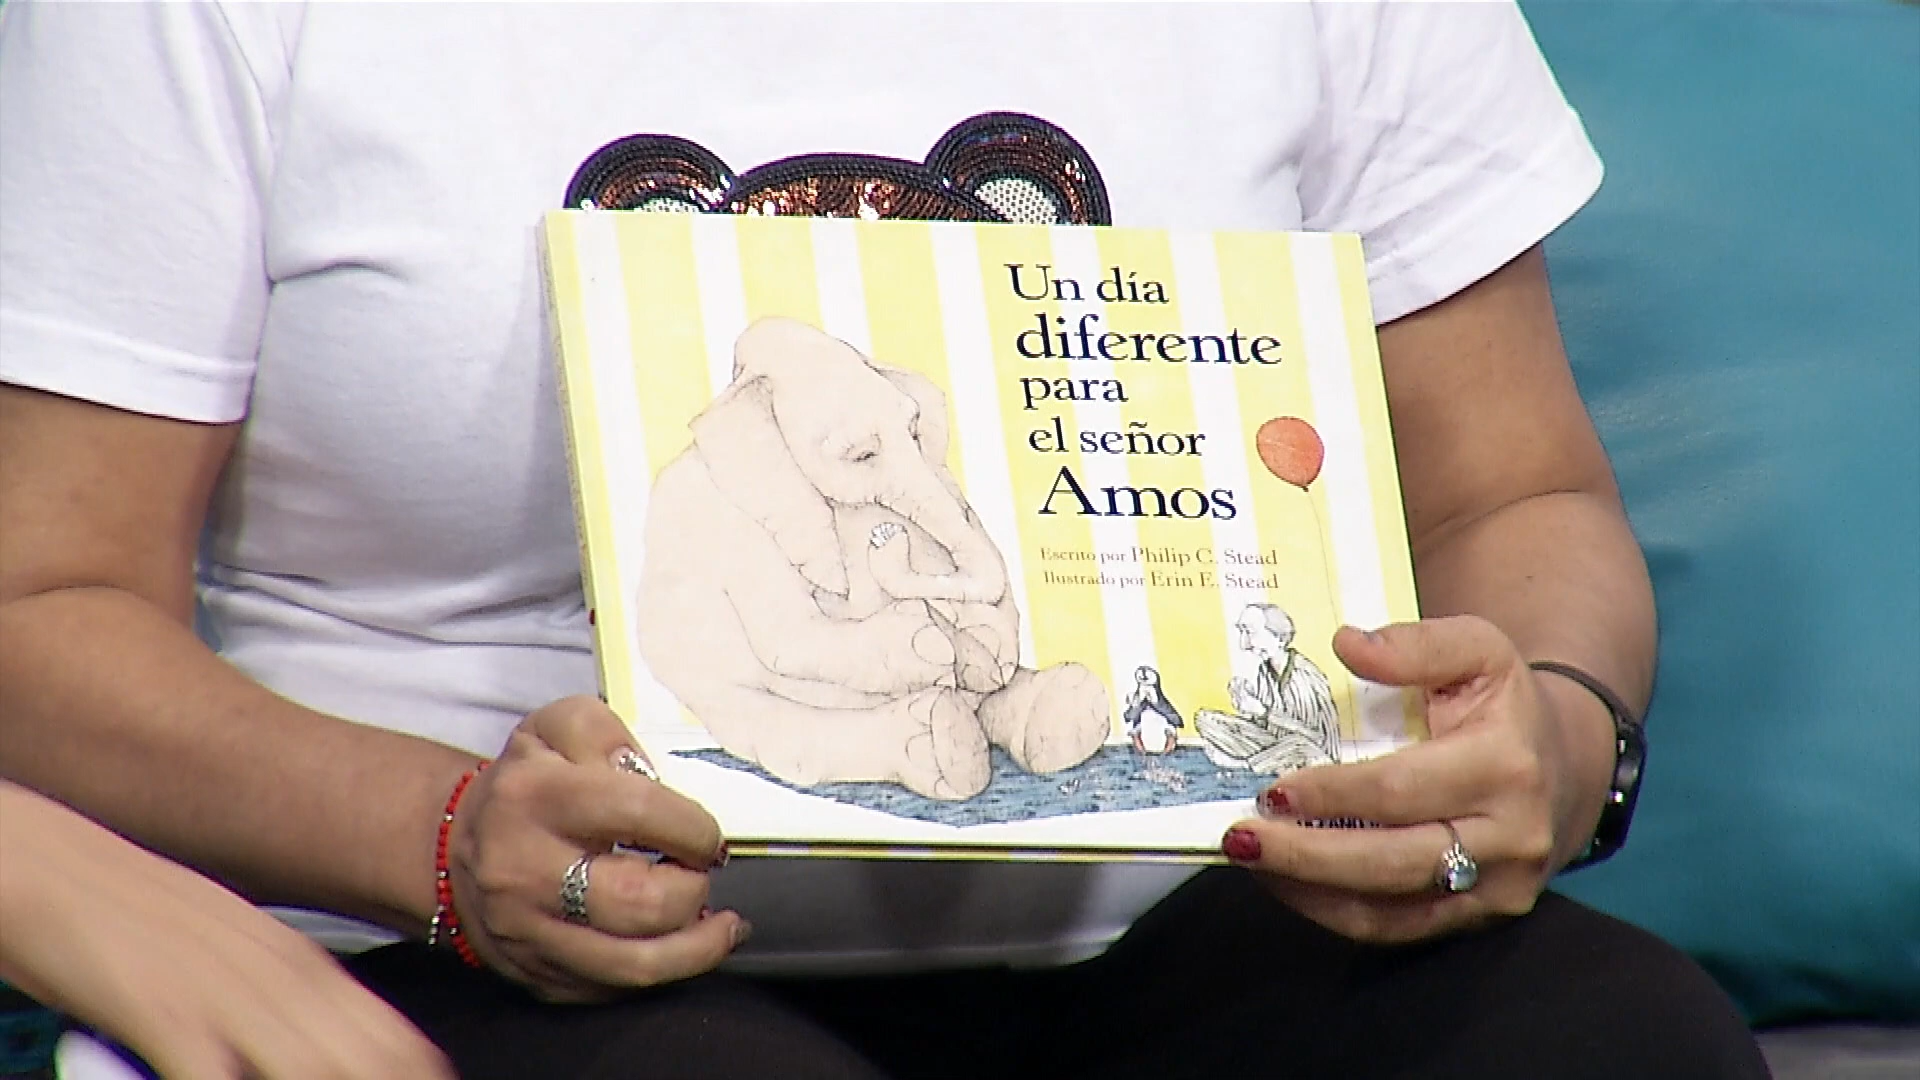 Un día
diferente
para
el señor
Amos
Escrito por Philip C. Stead
Ilustrado por Erin E. Stead